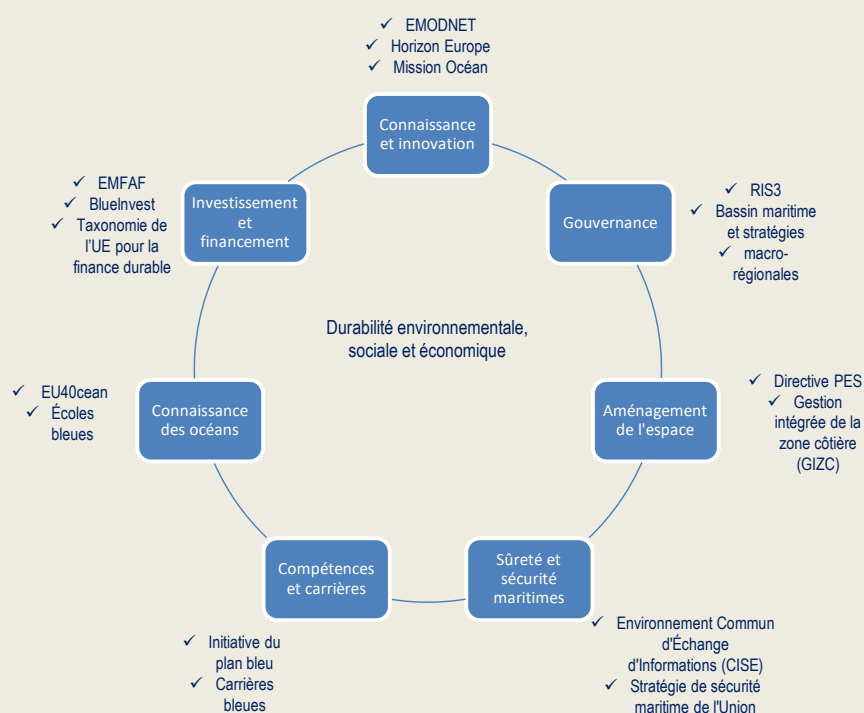 ✓ EMODNET
✓ Horizon Europe
✓ Mission Océan
Connaissance
et innovation
✓ EMFAF
✓ BlueInvest
✓ Taxonomie de
l'UE pour la
finance durable
Investissement
et
financement
Gouvernance
✓ RIS3
✓ Bassin maritime
et stratégies
✓ macro-
régionales
Durabilité environnementale,
sociale et économique
✓ EU40cean
✓ Écoles
bleues
Connaissance
des océans
Aménagement
de l'espace
✓ Directive PES
✓ Gestion
intégrée de la
zone côtière
(GIZC)
Compétences
et carrières
Sûreté et
sécurité
maritimes
✓ Initiative du
plan bleu
✓ Carrières
bleues
✓ Environnement Commun
d'Échange
d'Informations (CISE)
✓ Stratégie de sécurité
maritime de l'Union